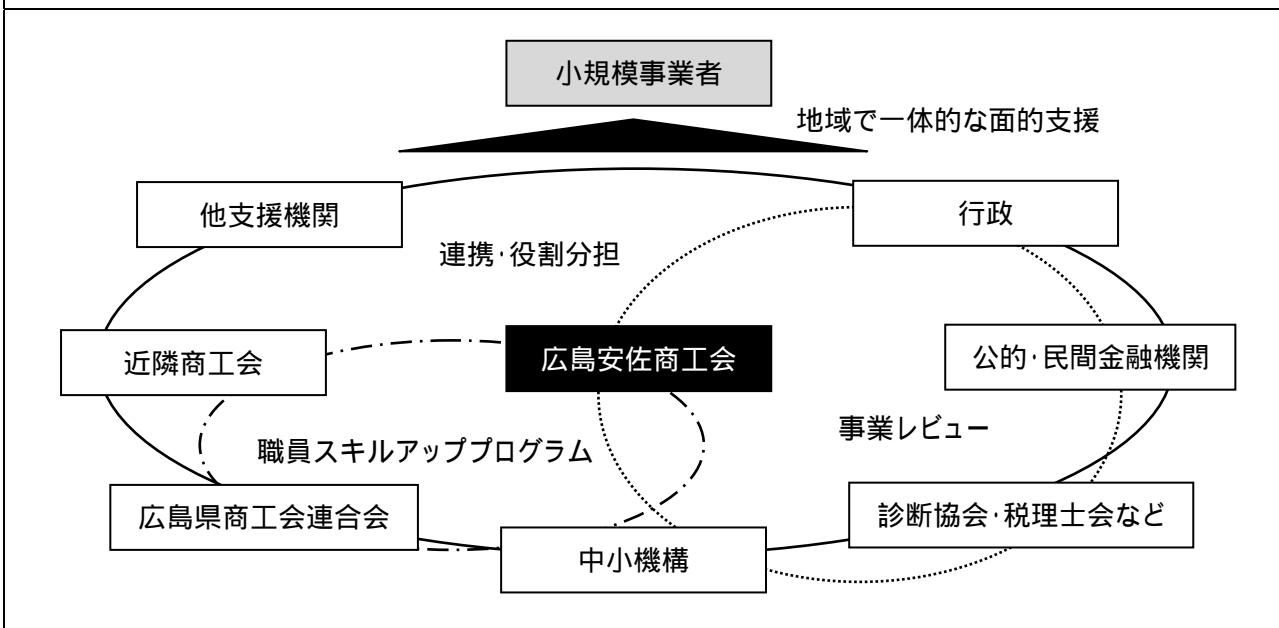 小規模事業者
地域で一体的な面的支援
他支援機関
行政
連携・役割分担
近隣商工会
広島安佐商工会
公的・民間金融機関
事業レビュー
職員スキルアッププログラム
広島県商工会連合会
診断協会・税理士会など
中小機構